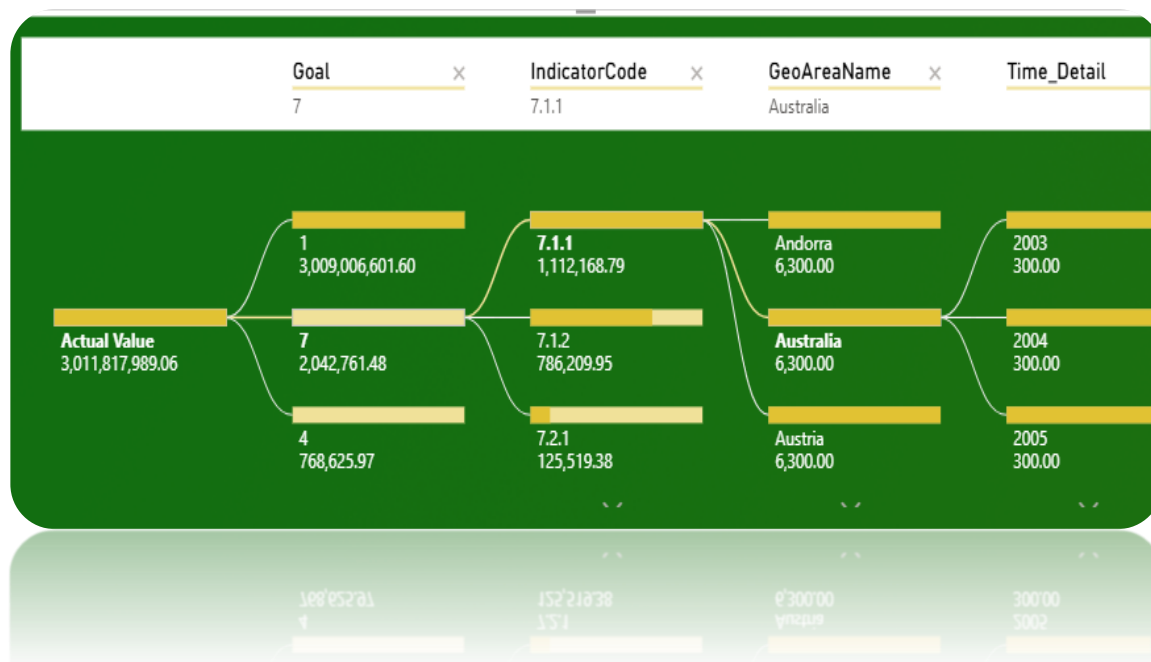 Goal
7
IndicatorCode
7.1.1
GeoAreaName
Australia
Time_Detail
Actual Value
3,011,817,989.06
1
3,009,006,601.60
7
2,042,761.48
4
768,625.97
7.1.1
1,112,168.79
7.1.2
786,209.95
7.2.1
125,519.38
Andorra
6,300.00
Australia
6,300.00
Austria
6,300.00
2003
300.00
2004
300.00
2005
300.00